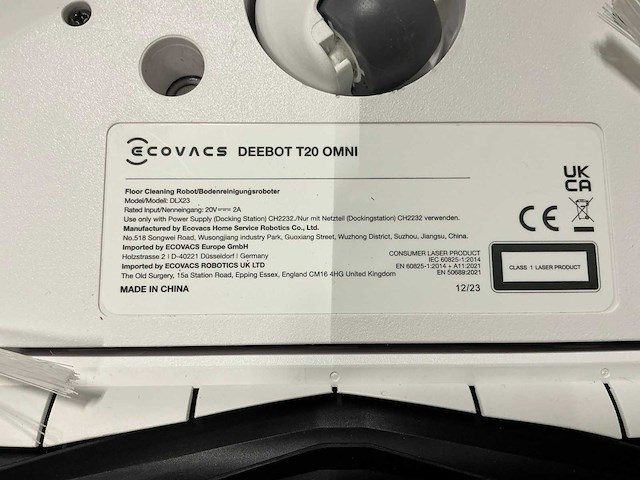 ECOVACS DEEBOT T20 OMNI
Floor Cleaning Robot/Bodenreinigungsroboter
Model/Modell: DLX23
Rated Input/Nenneingang: 20V⎓ 2A
Use only with Power Supply (Docking Station) CH2232./Nur mit Netzteil (Dockingstation) CH2232 verwenden.
Manufactured by Ecovacs Home Service Robotics Co., Ltd.
No.518 Songwei Road, Wusongjiang industry Park, Guoxiang Street, Wuzhong District, Suzhou, Jiangsu, China.
Imported by ECOVACS Europe GmbH
Holzstrasse 2 I D-40221 Düsseldorf I Germany
Imported by ECOVACS ROBOTICS UK LTD
The Old Surgery, 15a Station Road, Epping Essex, England CM16 4HG United Kingdom
MADE IN CHINA
UK
CA
CE
CONSUMER LASER PRODUCT
IEC 60825-1:2014
EN 60825-1:2014 + A11:2021
EN 50689:2021
CLASS 1 LASER PRODUCT
12/23